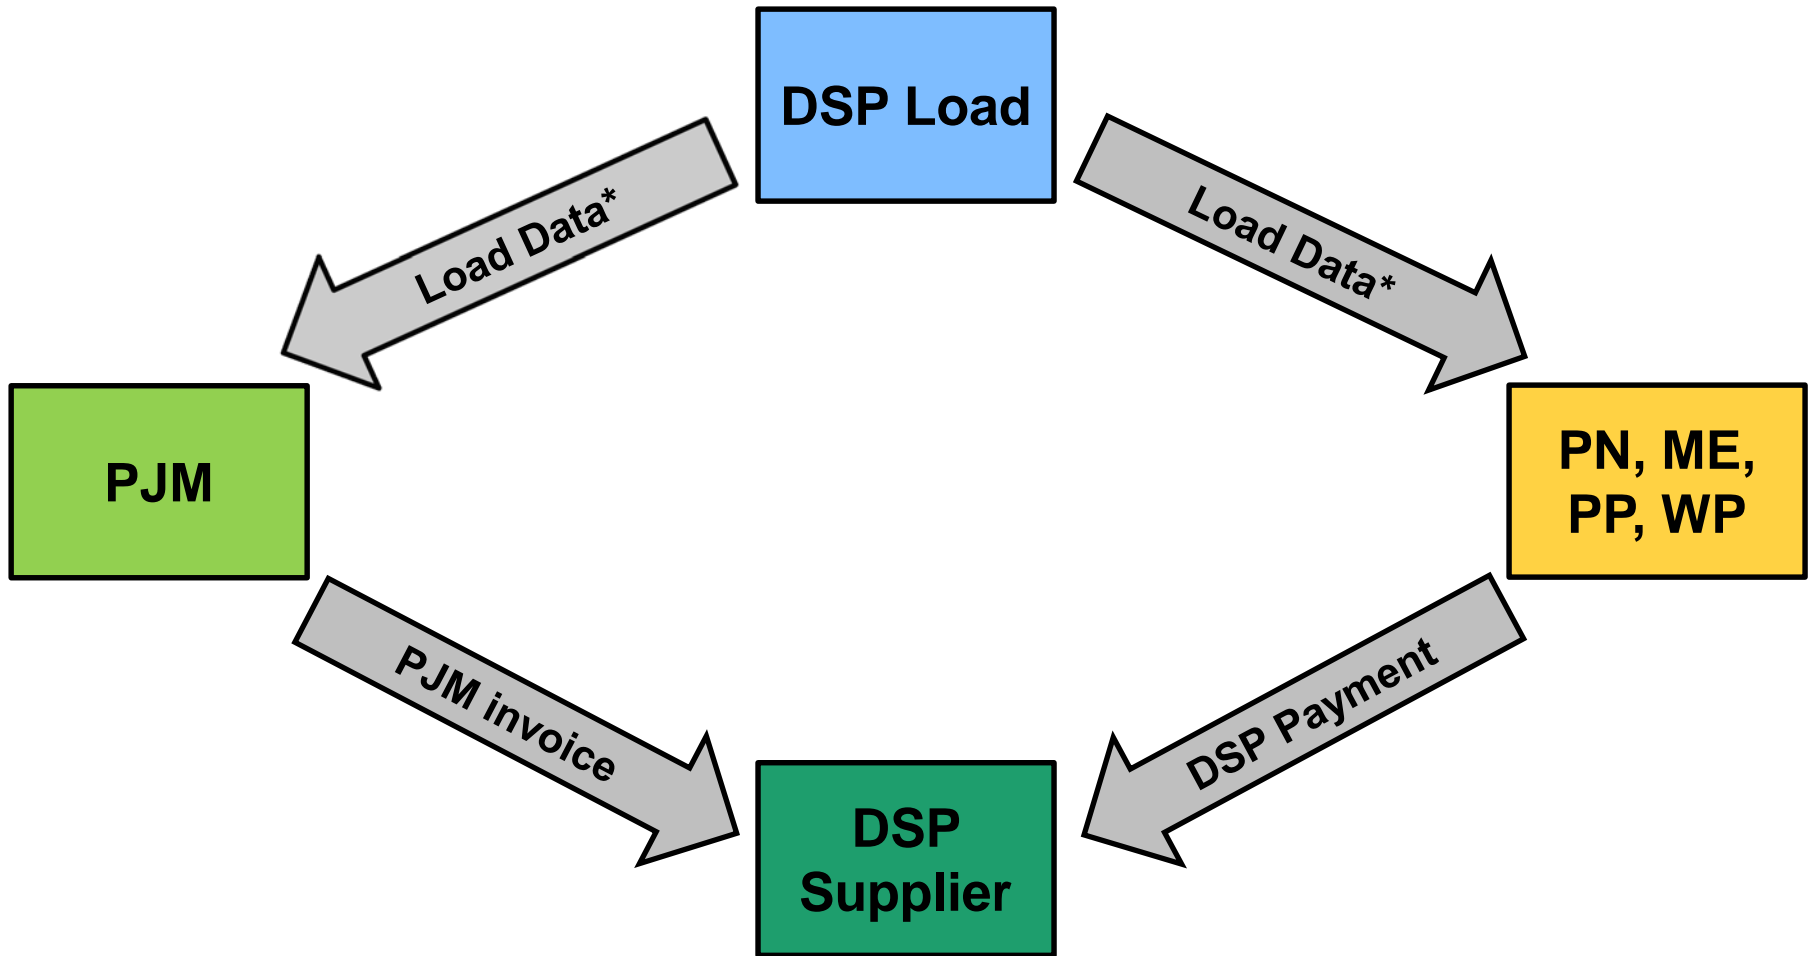 DSP Load
Load Data*
Load Data*
PJM
PN, ME,
PP, WP
PJM invoice
DSP Payment
DSP
Supplier